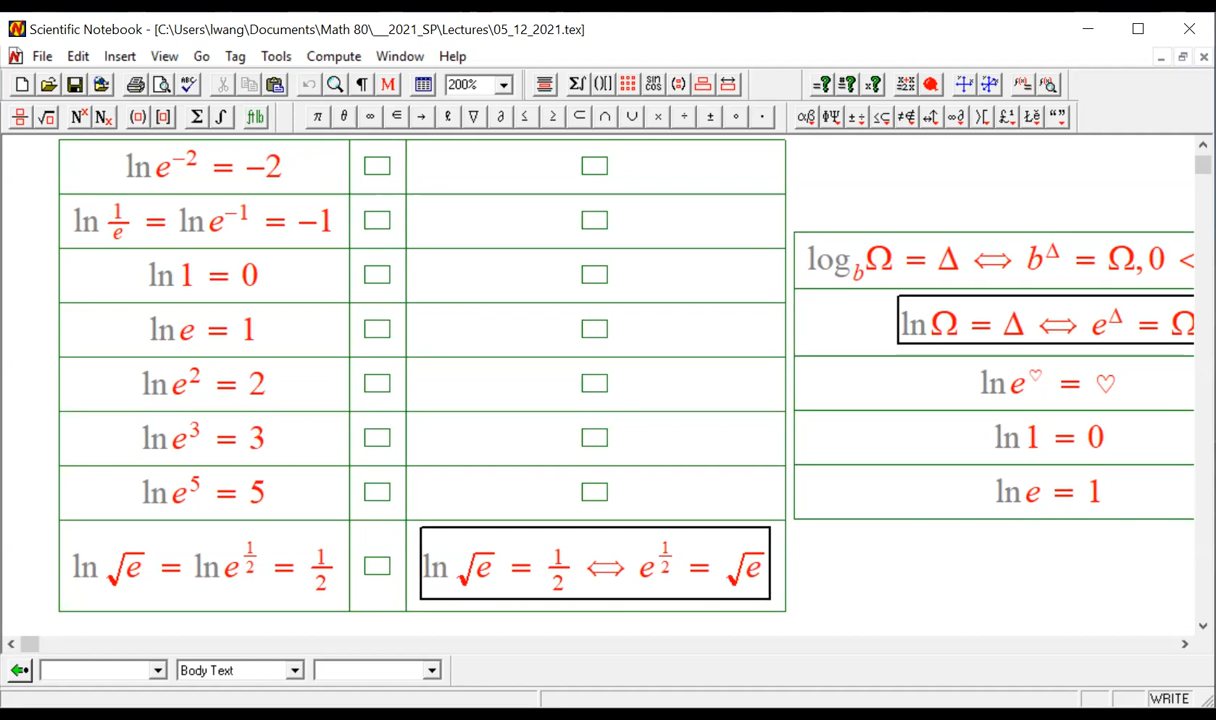 Scientific Notebook - [C:\Users\lwang\Documents\Math 80\__2021_SP\Lectures\05_12_2021.tex]
File Edit Insert View Go Tag Tools Compute Window Help
200%
π θ ∞ ∈ → ℓ ∇ ∂ ≤ ≥ ⊂ ∩ ∪ × ÷ ± ∘ ·
ln e^{-2} = -2
ln 1/e = ln e^{-1} = -1
ln 1 = 0
ln e = 1
ln e^2 = 2
ln e^3 = 3
ln e^5 = 5
ln √e = ln e^{1/2} = 1/2
ln √e = 1/2 ⟺ e^{1/2} = √e
log_b Ω = Δ ⟺ b^Δ = Ω, 0 <
ln Ω = Δ ⟺ e^Δ = Ω
ln e^♡ = ♡
ln 1 = 0
ln e = 1
Body Text
WRITE